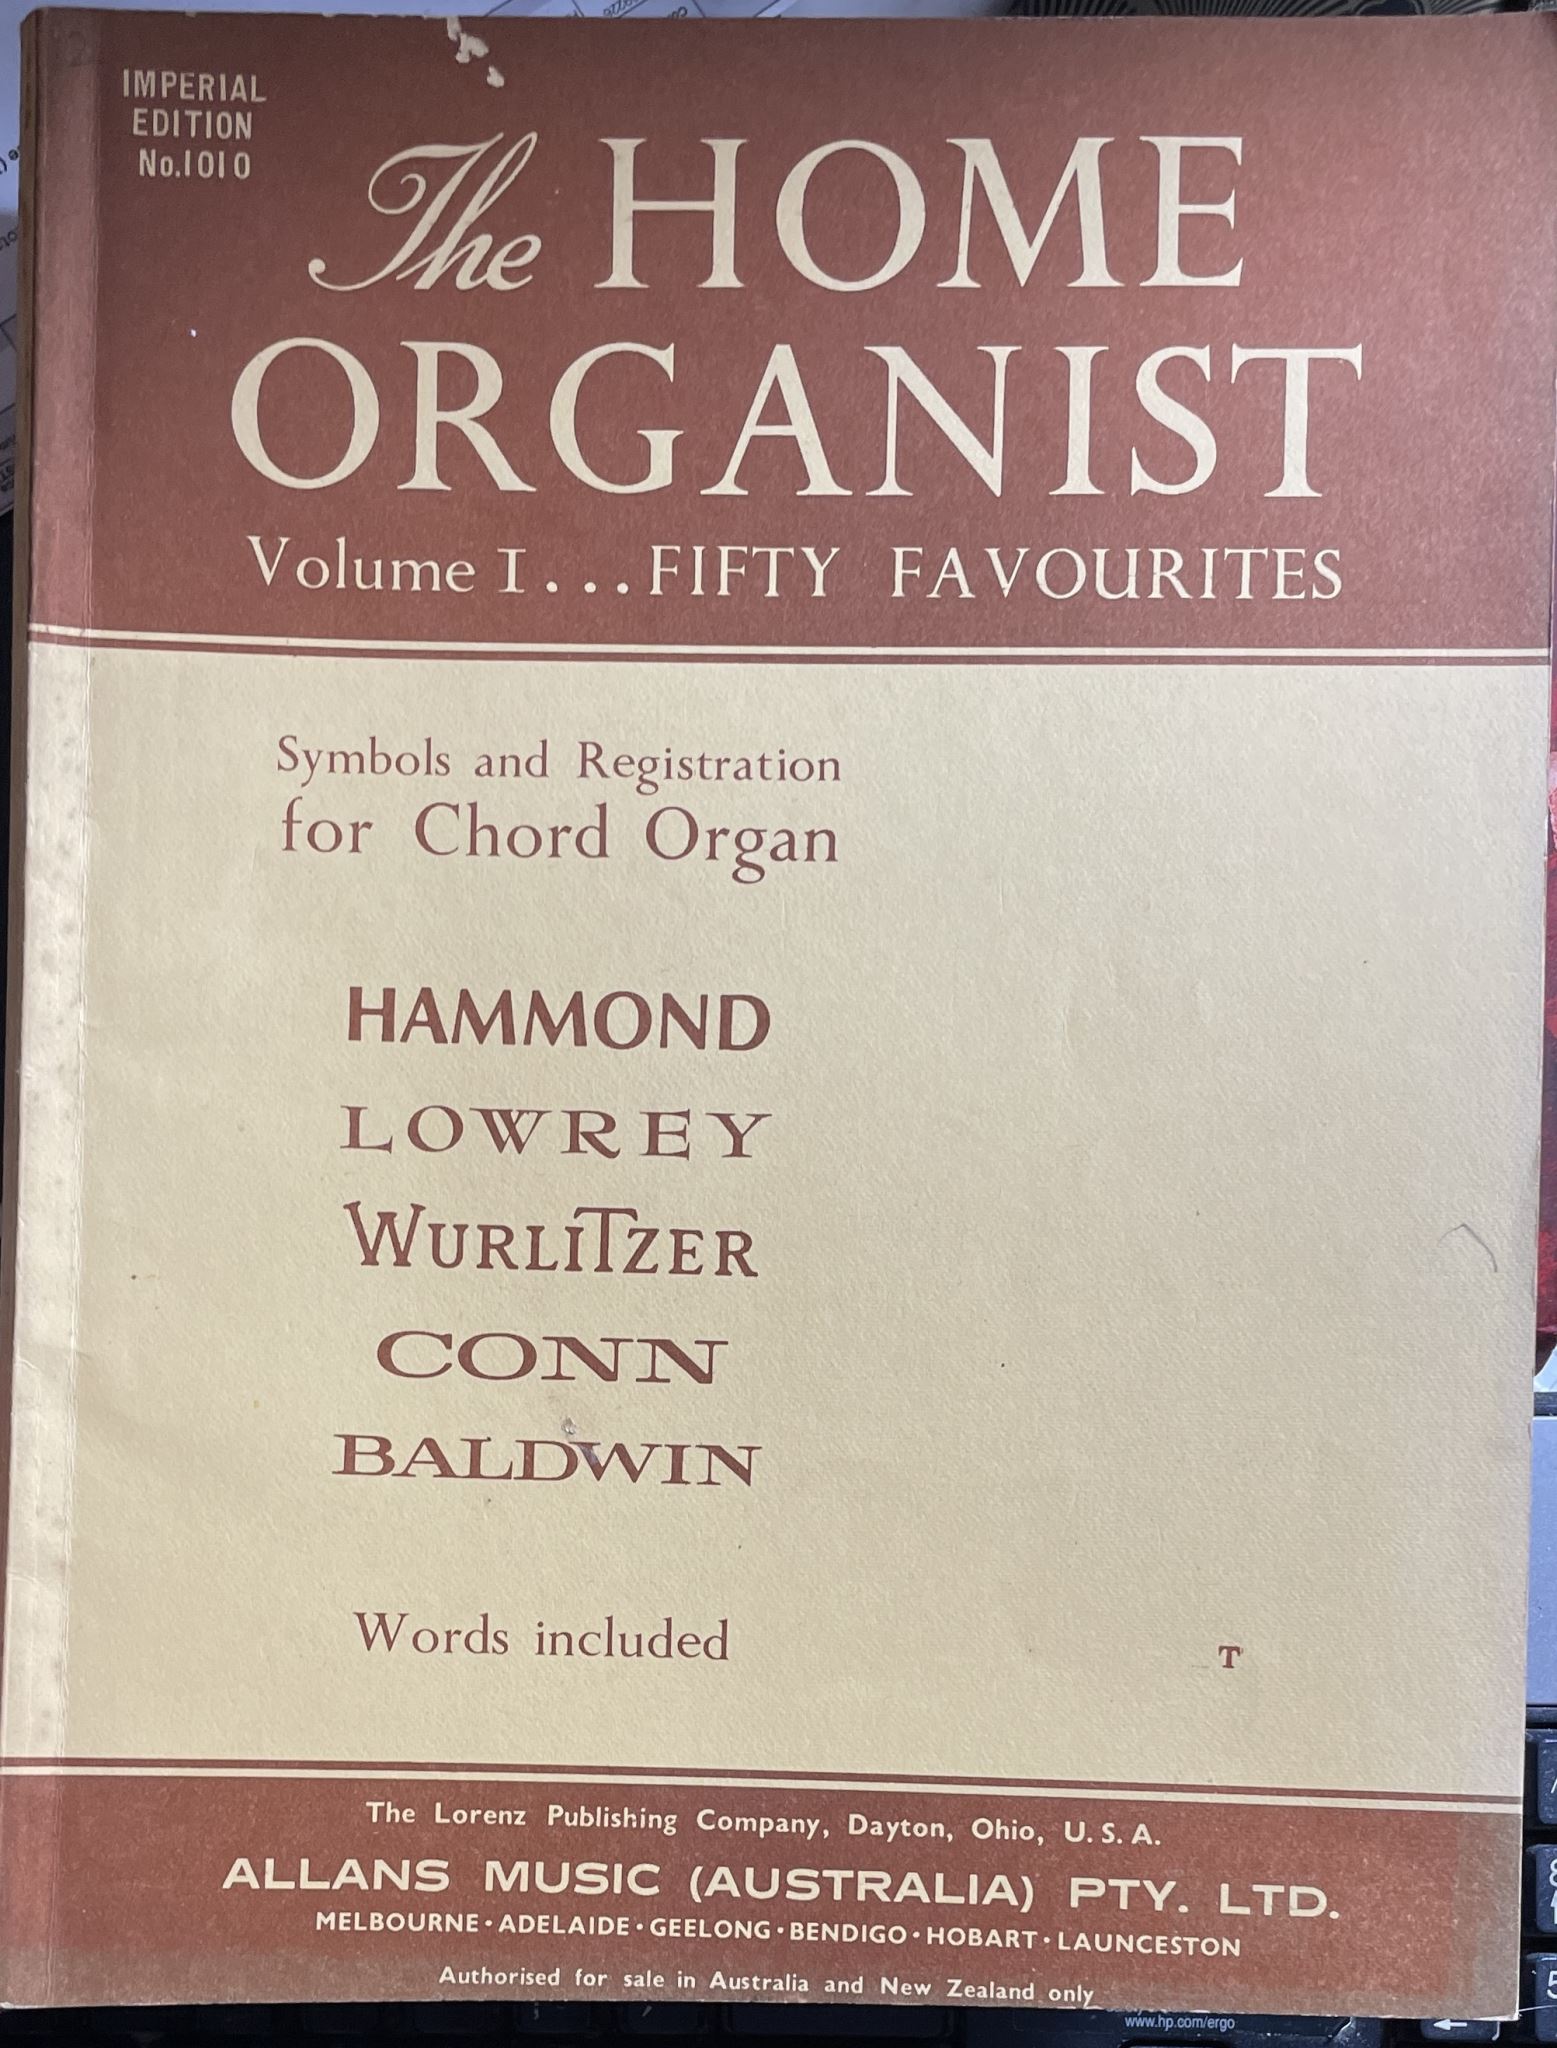 IMPERIAL
EDITION
No.1010
The HOME
ORGANIST
Volume I...FIFTY FAVOURITES
Symbols and Registration
for Chord Organ
HAMMOND
LOWREY
WURLITZER
CONN
BALDWIN
Words included
T
The Lorenz Publishing Company, Dayton, Ohio, U. S. A.
ALLANS MUSIC (AUSTRALIA) PTY. LTD.
MELBOURNE · ADELAIDE · GEELONG · BENDIGO · HOBART · LAUNCESTON
Authorised for sale in Australia and New Zealand only
www.hp.com/ergo